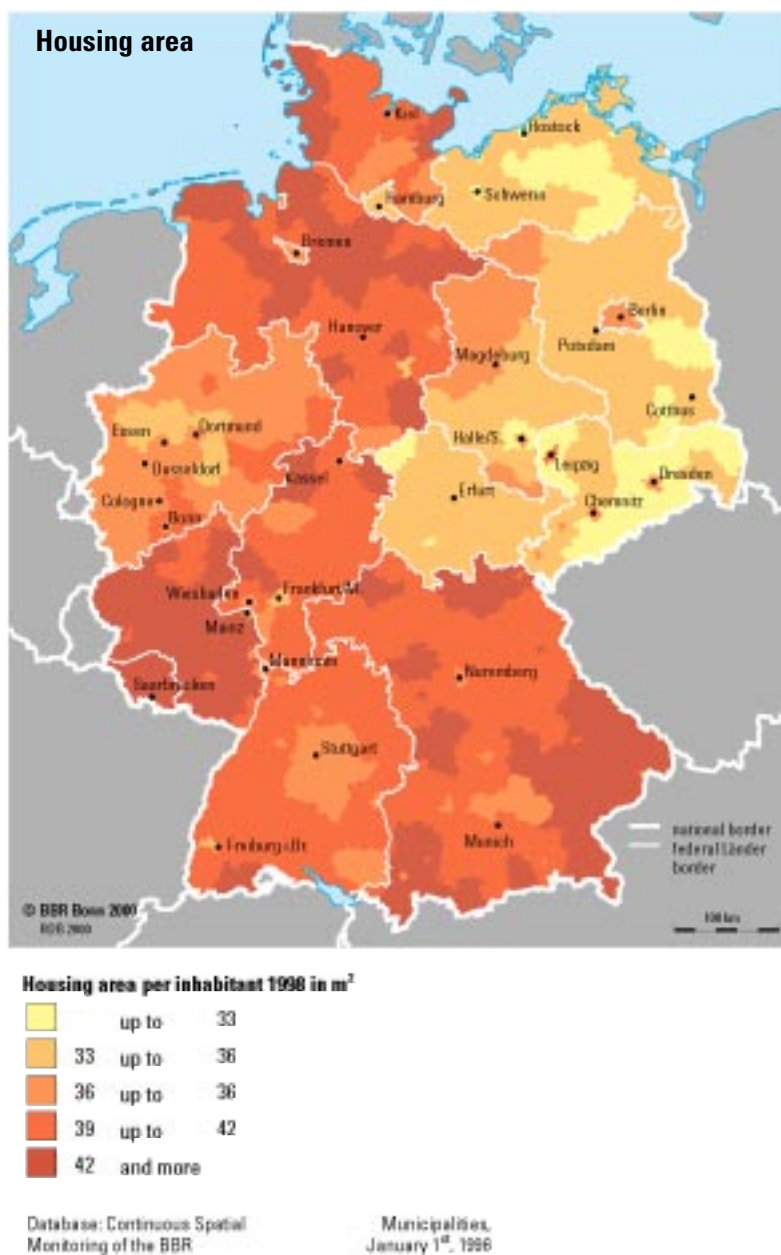 Housing area
Kiel
Rostock
Hamburg
Schwerin
Bremen
Berlin
Hanover
Potsdam
Magdeburg
Cottbus
Essen
Dortmund
Halle/S.
Dusseldorf
Leipzig
Dresden
Kassel
Cologne
Erfurt
Chemnitz
Bonn
Wiesbaden
Frankfurt/M.
Mainz
Mannheim
Saarbrucken
Nuremberg
Stuttgart
Freiburg i.Br.
Munich
national border
federal Länder
border
© BBR Bonn 2000
100 km
Housing area per inhabitant 1998 in m²
up to 33
33 up to 36
36 up to 36
39 up to 42
42 and more
Database: Continuous Spatial
Monitoring of the BBR
Municipalities,
January 1st, 1996